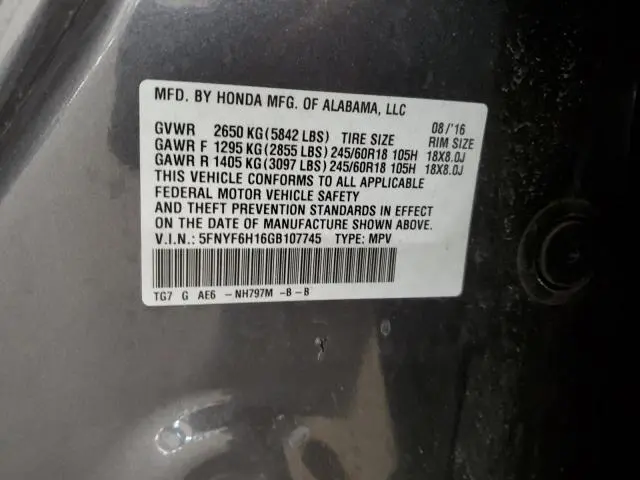 MFD. BY HONDA MFG. OF ALABAMA, LLC
08/'16
GVWR 2650 KG(5842 LBS) TIRE SIZE RIM SIZE
GAWR F 1295 KG(2855 LBS) 245/60R18 105H 18X8.0J
GAWR R 1405 KG(3097 LBS) 245/60R18 105H 18X8.0J
THIS VEHICLE CONFORMS TO ALL APPLICABLE
FEDERAL MOTOR VEHICLE SAFETY
AND THEFT PREVENTION STANDARDS IN EFFECT
ON THE DATE OF MANUFACTURE SHOWN ABOVE.
V.I.N.: 5FNYF6H16GB107745 TYPE: MPV
TG7 G AE6 -NH797M -B-B